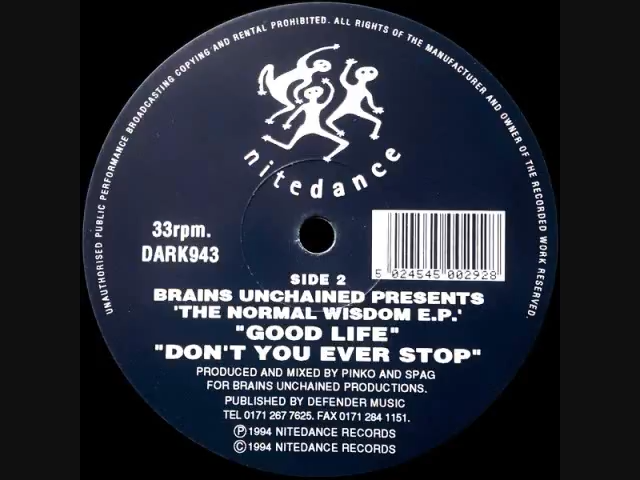 UNAUTHORISED PUBLIC PERFORMANCE BROADCASTING COPYING AND RENTAL PROHIBITED. ALL RIGHTS OF THE MANUFACTURER AND OWNER OF THE RECORDED WORK RESERVED.
nitedance
33rpm.
DARK943
5 024545 002928
SIDE 2
BRAINS UNCHAINED PRESENTS
'THE NORMAL WISDOM E.P.'
"GOOD LIFE"
"DON'T YOU EVER STOP"
PRODUCED AND MIXED BY PINKO AND SPAG
FOR BRAINS UNCHAINED PRODUCTIONS.
PUBLISHED BY DEFENDER MUSIC
TEL 0171 267 7625. FAX 0171 284 1151.
℗ 1994 NITEDANCE RECORDS
© 1994 NITEDANCE RECORDS